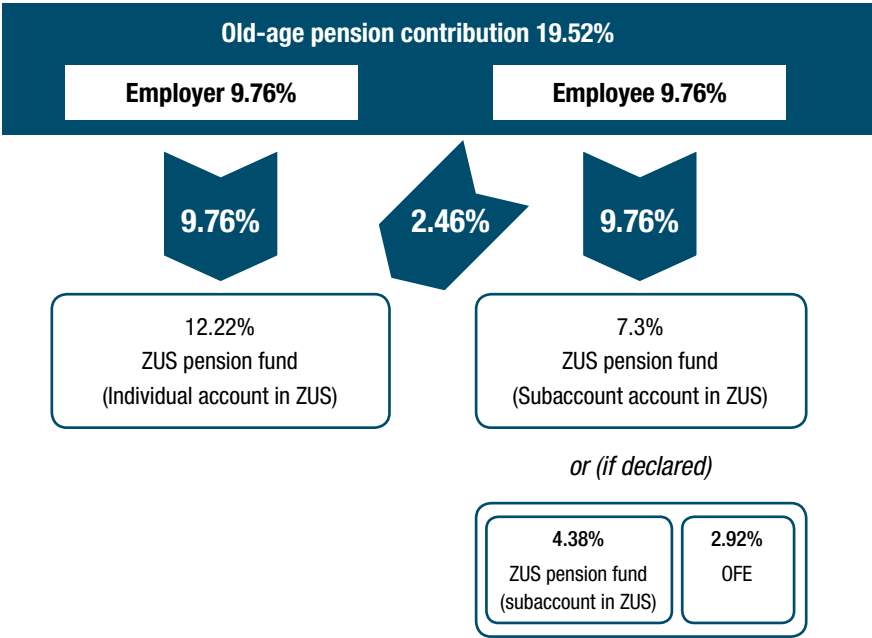 Old-age pension contribution 19.52%
Employer 9.76%
Employee 9.76%
9.76%
2.46%
9.76%
12.22%
ZUS pension fund
(Individual account in ZUS)
7.3%
ZUS pension fund
(Subaccount account in ZUS)
or (if declared)
4.38%
ZUS pension fund
(subaccount in ZUS)
2.92%
OFE